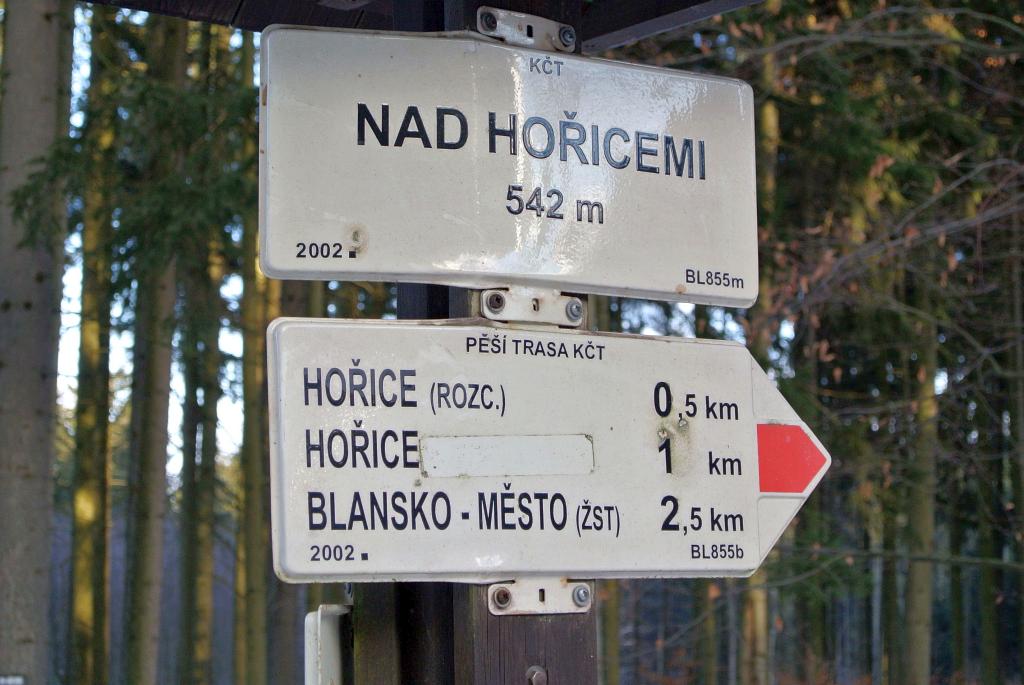 KČT
NAD HOŘICEMI
542 m
2002. BL855m
PĚŠÍ TRASA KČT
HOŘICE (ROZC.) 0,5 km
HOŘICE 1 km
BLANSKO - MĚSTO (ŽST) 2,5 km
2002. BL855b